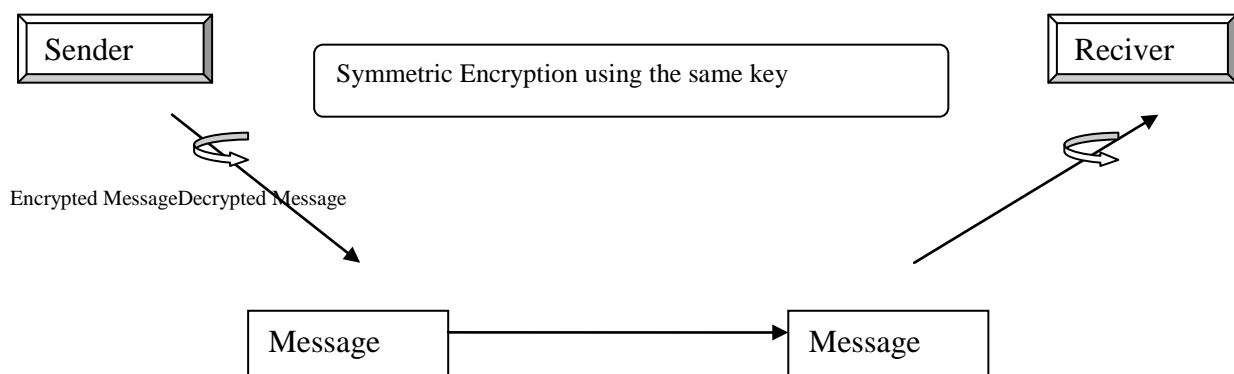 Sender
Reciver
Symmetric Encryption using the same key
Encrypted MessageDecrypted Message
Message
Message